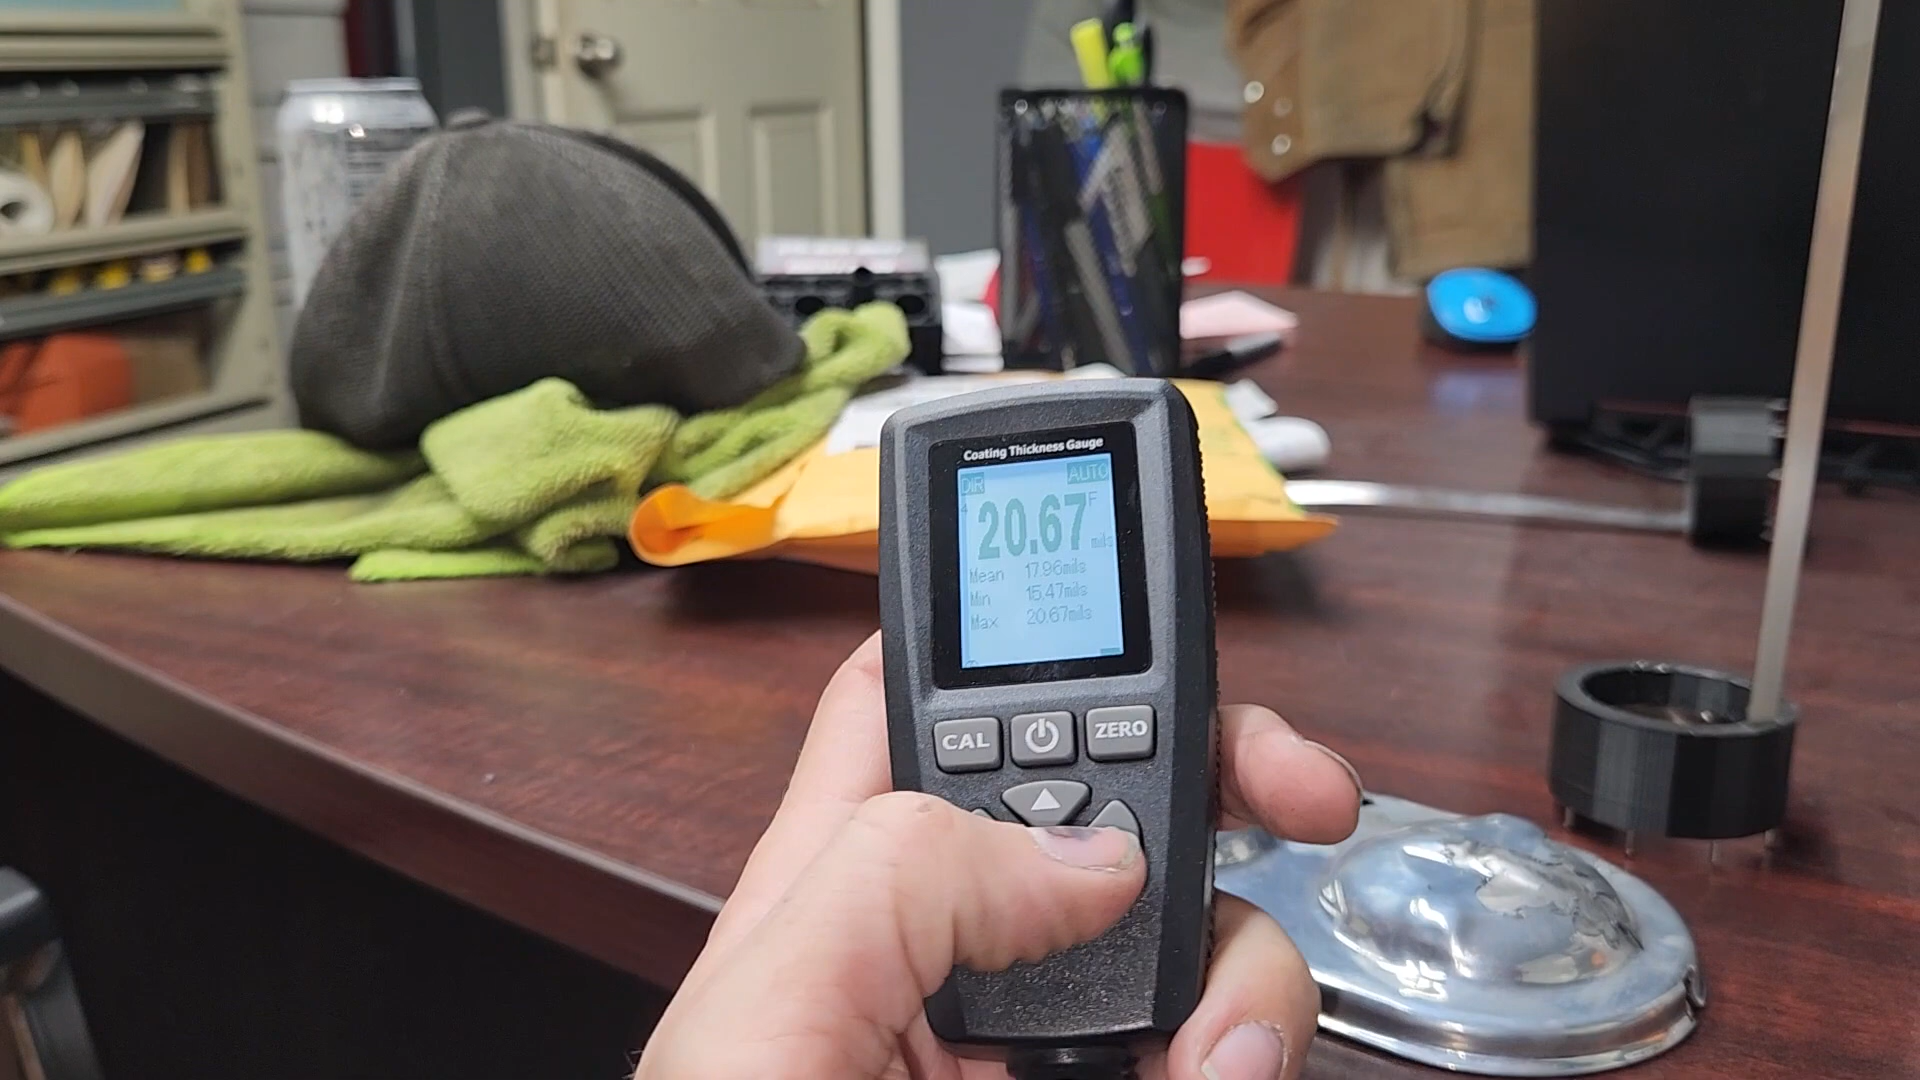 Coating Thickness Gauge
DIR AUTO
4
20.67 F
mils
Mean 17.96mils
Min 15.47mils
Max 20.67mils
CAL ZERO